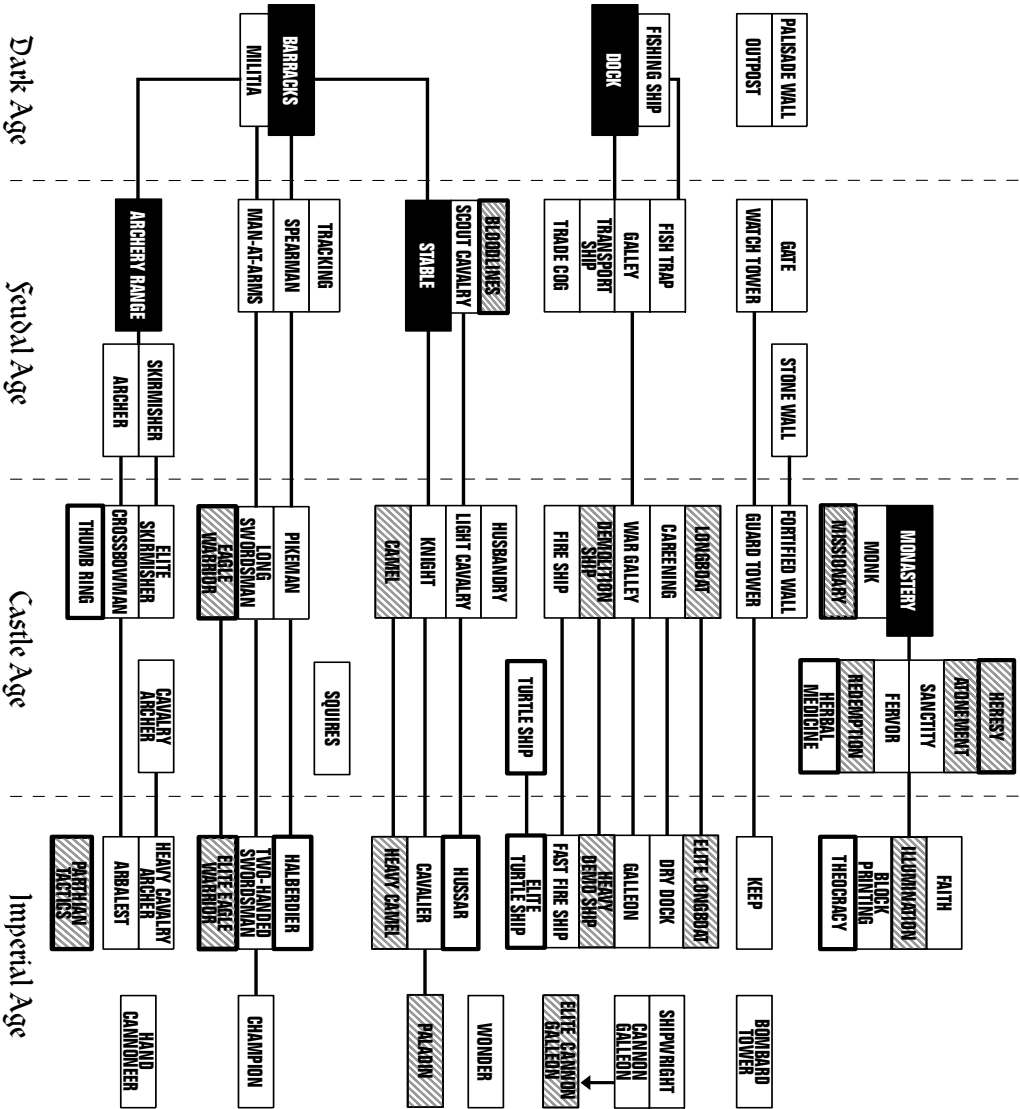 PALISADE WALL
OUTPOST
FISHING SHIP
DOCK
BARRACKS
MILITIA
Dark Age
GATE
WATCH TOWER
STONE WALL
FISH TRAP
GALLEY
TRANSPORT
SHIP
TRADE COG
BLOODLINES
SCOUT CAVALRY
STABLE
TRACKING
SPEARMAN
MAN-AT-ARMS
ARCHERY RANGE
SKIRMISHER
ARCHER
Feudal Age
MONASTERY
MONK
MISSIONARY
HERESY
ATONEMENT
SANCTITY
FERVOR
REDEMPTION
HERBAL
MEDICINE
FORTIFIED WALL
GUARD TOWER
LONGBOAT
CAREENING
WAR GALLEY
DEMOLITION
SHIP
FIRE SHIP
TURTLE SHIP
HUSBANDRY
LIGHT CAVALRY
KNIGHT
CAMEL
SQUIRES
PIKEMAN
LONG
SWORDSMAN
EAGLE
WARRIOR
ELITE
SKIRMISHER
CROSSBOWMAN
THUMB RING
CAVALRY
ARCHER
Castle Age
FAITH
ILLUMINATION
BLOCK
PRINTING
THEOCRACY
KEEP
BOMBARD
TOWER
ELITE LONGBOAT
DRY DOCK
GALLEON
HEAVY
DEMO SHIP
FAST FIRE SHIP
ELITE
TURTLE SHIP
SHIPWRIGHT
CANNON
GALLEON
ELITE CANNON
GALLEON
WONDER
HUSSAR
CAVALIER
HEAVY CAMEL
PALADIN
HALBERDIER
TWO-HANDED
SWORDSMAN
ELITE EAGLE
WARRIOR
CHAMPION
HEAVY CAVALRY
ARCHER
ARBALEST
PARTHIAN
TACTICS
HAND
CANNONEER
Imperial Age